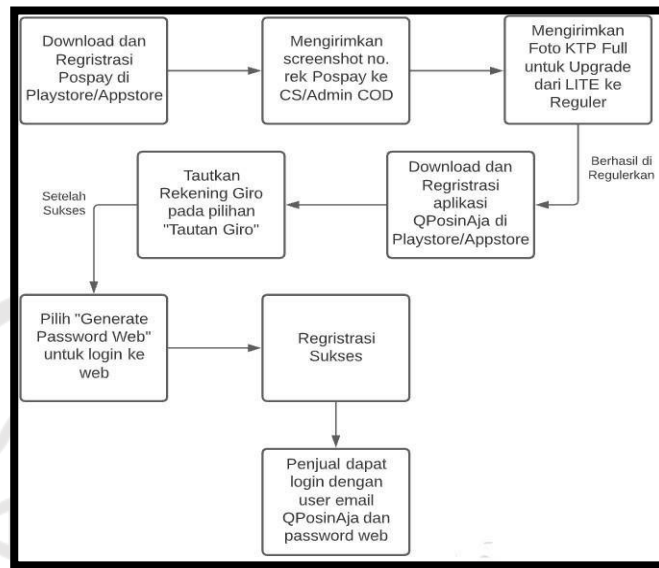 Download dan
Regristrasi
Pospay di
Playstore/Appstore
Mengirimkan
screenshot no.
rek Pospay ke
CS/Admin COD
Mengirimkan
Foto KTP Full
untuk Upgrade
dari LITE ke
Reguler
Berhasil di
Regulerkan
Download dan
Regristrasi
aplikasi
QPosinAja di
Playstore/Appstore
Tautkan
Rekening Giro
pada pilihan
"Tautan Giro"
Setelah
Sukses
Pilih "Generate
Password Web"
untuk login ke
web
Regristrasi
Sukses
Penjual dapat
login dengan
user email
QPosinAja dan
password web